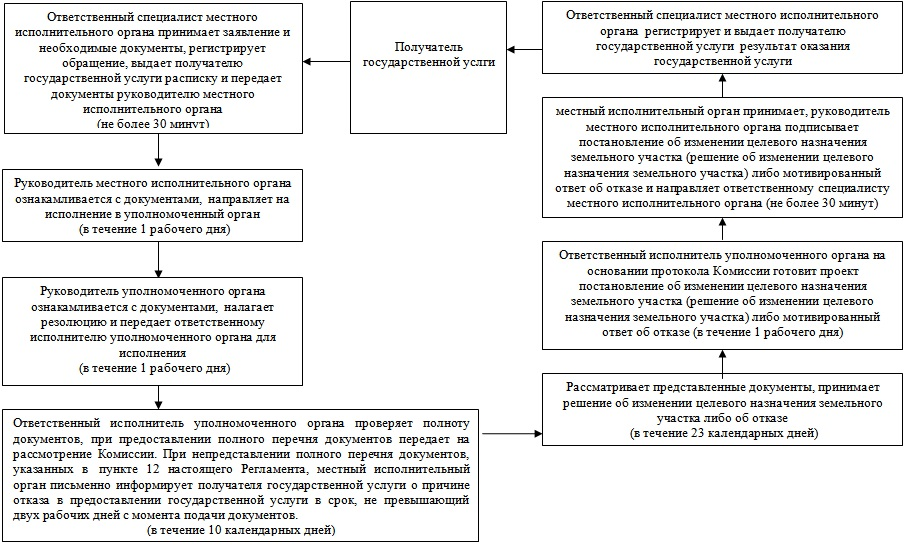 Ответственный специалист местного
исполнительного органа принимает заявление и
необходимые документы, регистрирует
обращение, выдает получателю
государственной услуги расписку и передает
документы руководителю местного
исполнительного органа
(не более 30 минут)
Получатель
государственной услги
Ответственный специалист местного исполнительного
органа  регистрирует и выдает получателю
государственной услуги  результат оказания
государственной услуги
местный исполнительный орган принимает, руководитель
местного исполнительного органа подписывает
постановление об изменении целевого назначения
земельного участка (решение об изменении целевого
назначения земельного участка) либо мотивированный
ответ об отказе и направляет ответственному специалисту
местного исполнительного органа (не более 30 минут)
Руководитель местного исполнительного органа
ознакамливается с документами,  направляет на
исполнение в уполномоченный орган
(в течение 1 рабочего дня)
Ответственный исполнитель уполномоченного органа на
основании протокола Комиссии готовит проект
постановление об изменении целевого назначения
земельного участка (решение об изменении целевого
назначения земельного участка) либо мотивированный
ответ об отказе (в течение 1 рабочего дня)
Руководитель уполномоченного органа
ознакамливается с документами,  налагает
резолюцию и передает ответственному
исполнителю уполномоченного органа для
исполнения
(в течение 1 рабочего дня)
Рассматривает представленные документы, принимает
решение об изменении целевого назначения земельного
участка либо об отказе
(в течение 23 календарных дней)
Ответственный исполнитель уполномоченного органа проверяет полноту
документов, при предоставлении полного перечня документов передает на
рассмотрение Комиссии. При непредставлении полного перечня документов,
указанных в пункте 12 настоящего Регламента, местный исполнительный
орган письменно информирует получателя государственной услуги о причине
отказа в предоставлении государственной услуги в срок, не превышающий
двух рабочих дней с момента подачи документов.
(в течение 10 календарных дней)